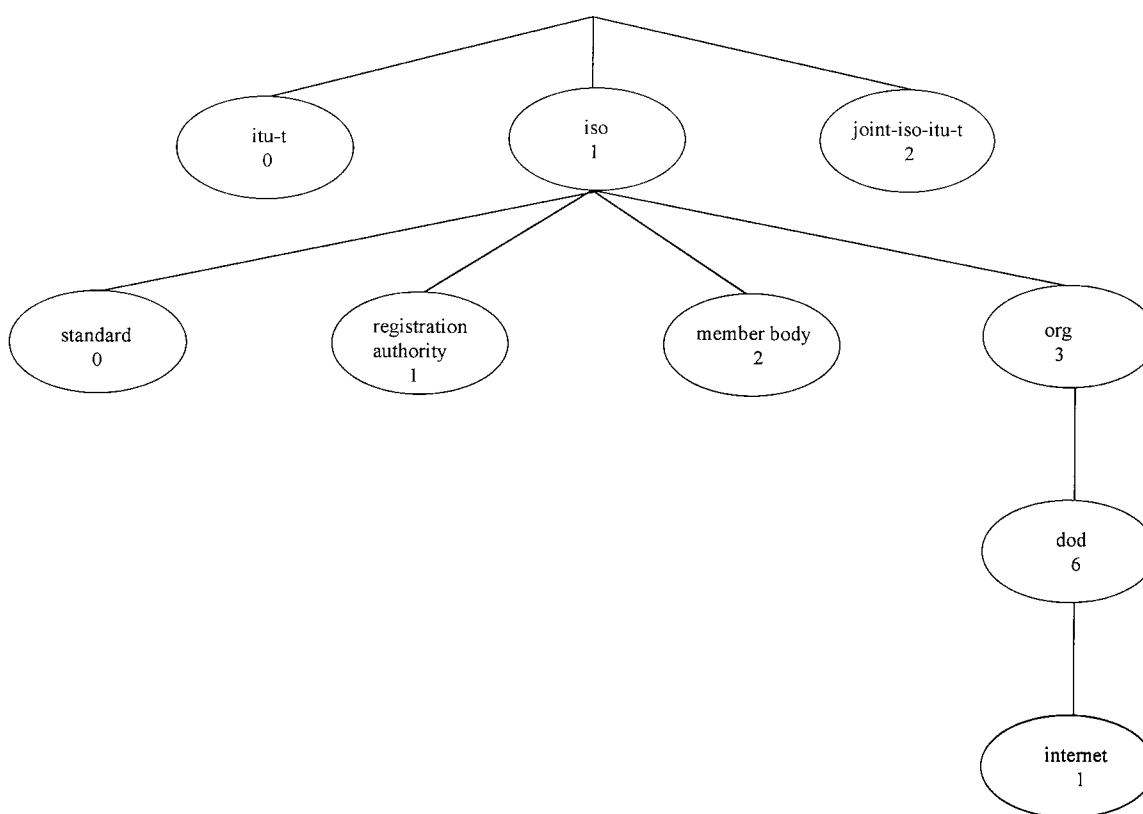 itu-t
0
iso
1
joint-iso-itu-t
2
standard
0
registration
authority
1
member body
2
org
3
dod
6
internet
1